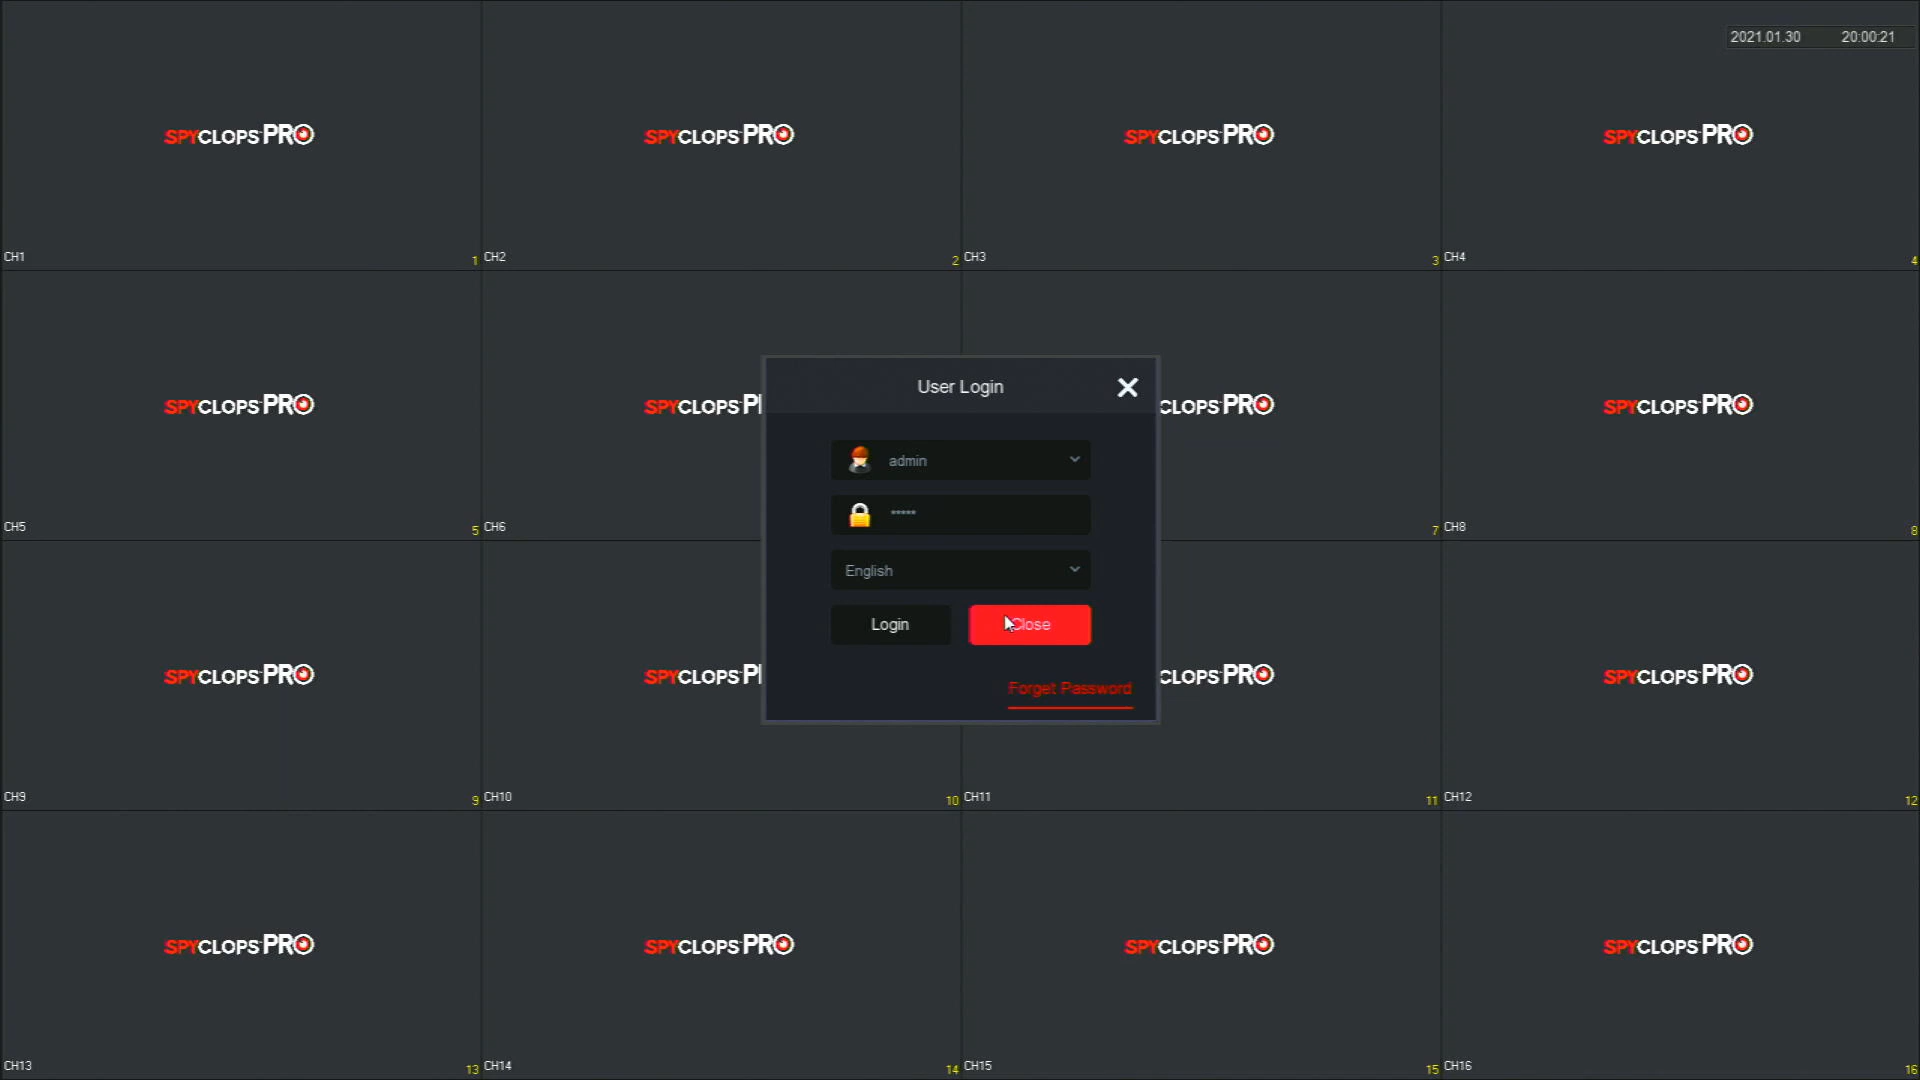 2021.01.30 20:00:21
SPYCLOPS PRO SPYCLOPS PRO SPYCLOPS PRO SPYCLOPS PRO
CH1 1 CH2 2 CH3 3 CH4 4
User Login
SPYCLOPS PRO SPYCLOPS P CLOPS PRO SPYCLOPS PRO
admin
*****
CH5 5 CH6 7 CH8 8
English
Login Close
SPYCLOPS PRO SPYCLOPS P CLOPS PRO SPYCLOPS PRO
Forget Password
CH9 9 CH10 10 CH11 11 CH12 12
SPYCLOPS PRO SPYCLOPS PRO SPYCLOPS PRO SPYCLOPS PRO
CH13 13 CH14 14 CH15 15 CH16 16